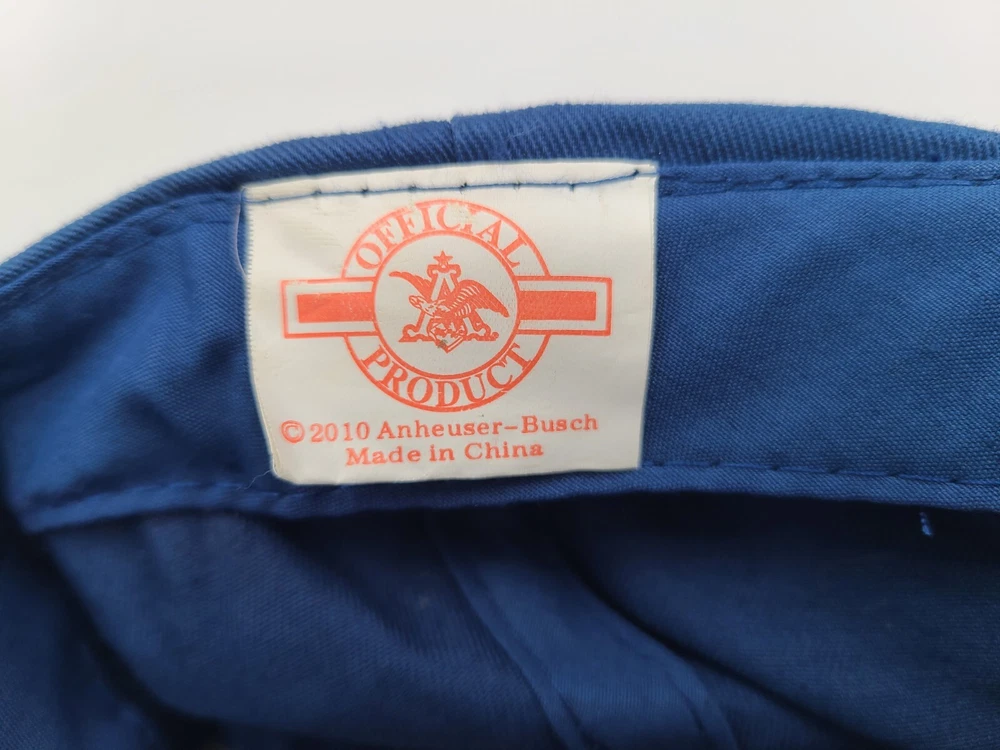 OFFICIAL
A
PRODUCT
©2010 Anheuser-Busch
Made in China